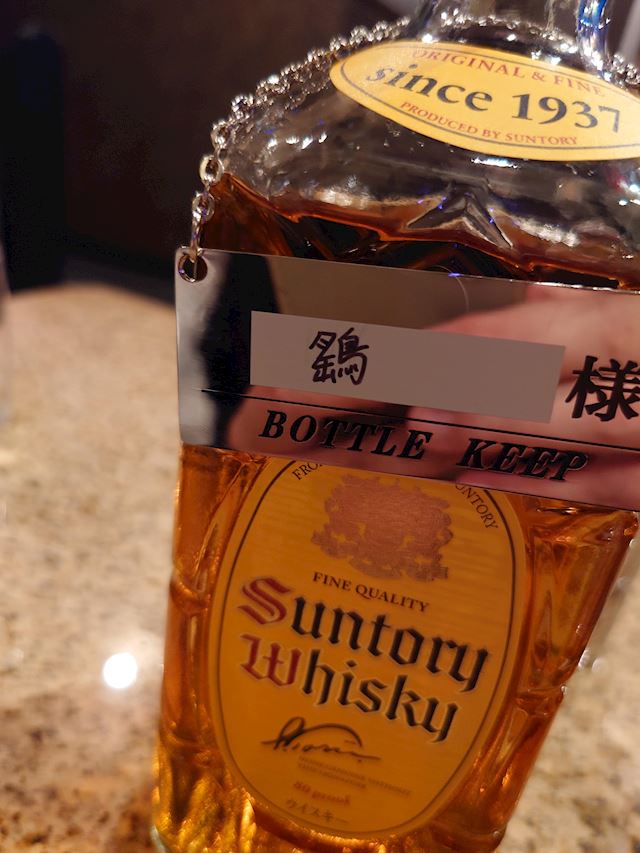 ORIGINAL & FINE
since 1937
PRODUCED BY SUNTORY
鷂 様
BOTTLE KEEP
FINE QUALITY
Suntory
Whisky
ウイスキー